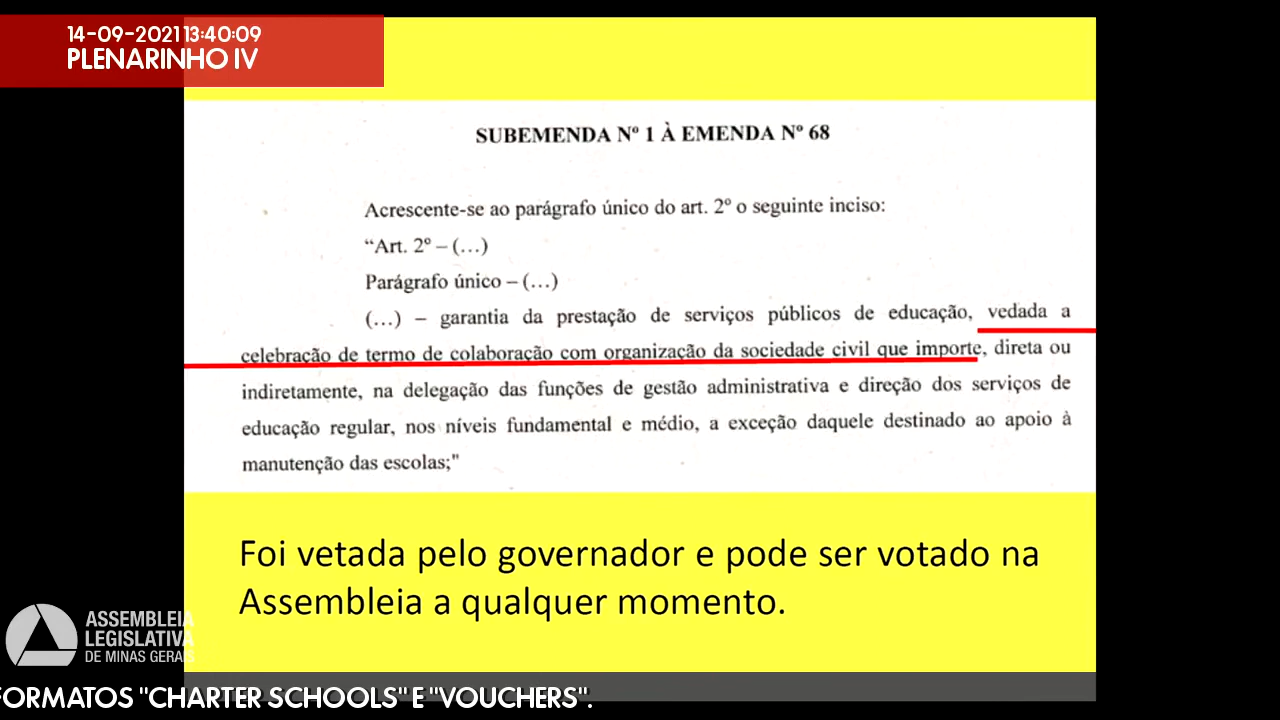 14-09-2021 13:40:09
PLENARINHO IV
SUBEMENDA Nº 1 À EMENDA Nº 68
Acrescente-se ao parágrafo único do art. 2º o seguinte inciso:
“Art. 2º – (...)
Parágrafo único – (...)
(...) – garantia da prestação de serviços públicos de educação, vedada a
celebração de termo de colaboração com organização da sociedade civil que importe, direta ou
indiretamente, na delegação das funções de gestão administrativa e direção dos serviços de
educação regular, nos níveis fundamental e médio, a exceção daquele destinado ao apoio à
manutenção das escolas;"
Foi vetada pelo governador e pode ser votado na
Assembleia a qualquer momento.
ASSEMBLEIA
LEGISLATIVA
DE MINAS GERAIS
FORMATOS "CHARTER SCHOOLS" E "VOUCHERS".